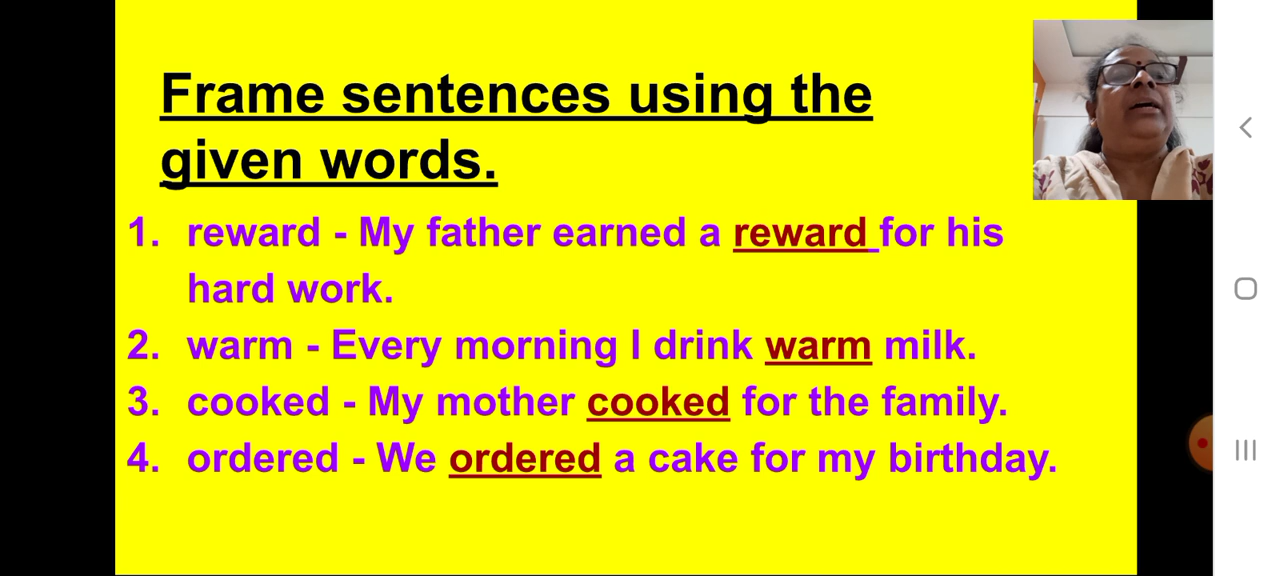 Frame sentences using the
given words.
1. reward - My father earned a reward for his
hard work.
2. warm - Every morning I drink warm milk.
3. cooked - My mother cooked for the family.
4. ordered - We ordered a cake for my birthday.